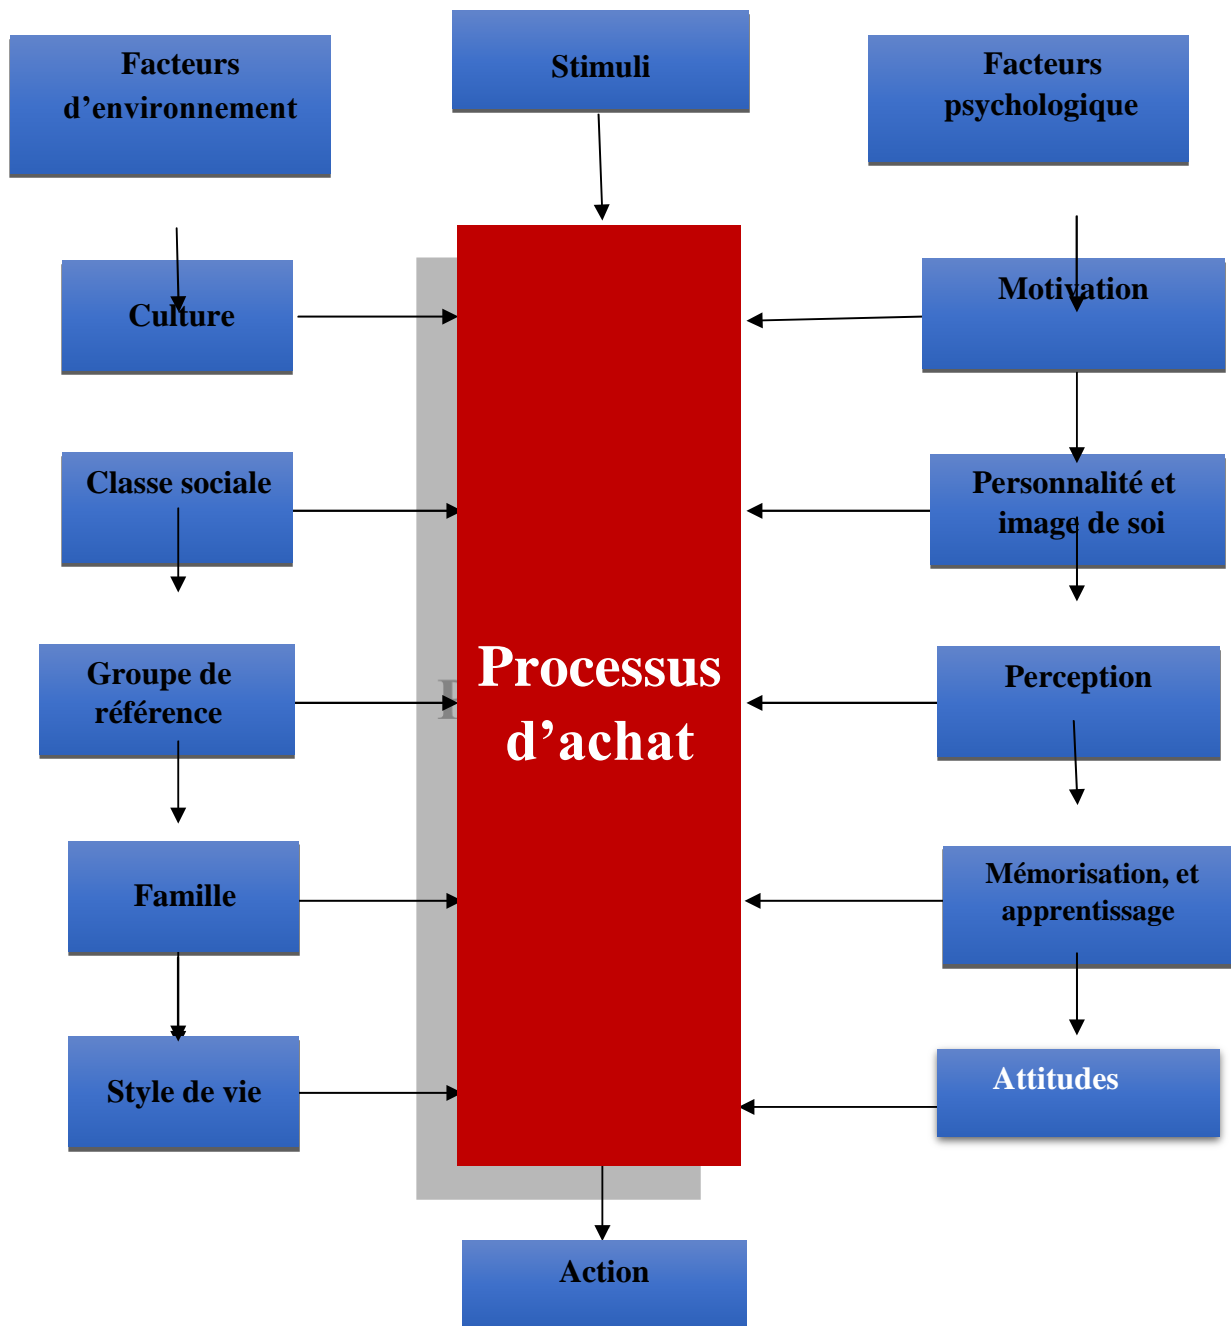 Facteurs
d’environnement
Stimuli
Facteurs
psychologique
Culture
Motivation
Classe sociale
Personnalité et
image de soi
Groupe de
référence
Processus
d’achat
Perception
Famille
Mémorisation, et
apprentissage
Style de vie
Attitudes
Action